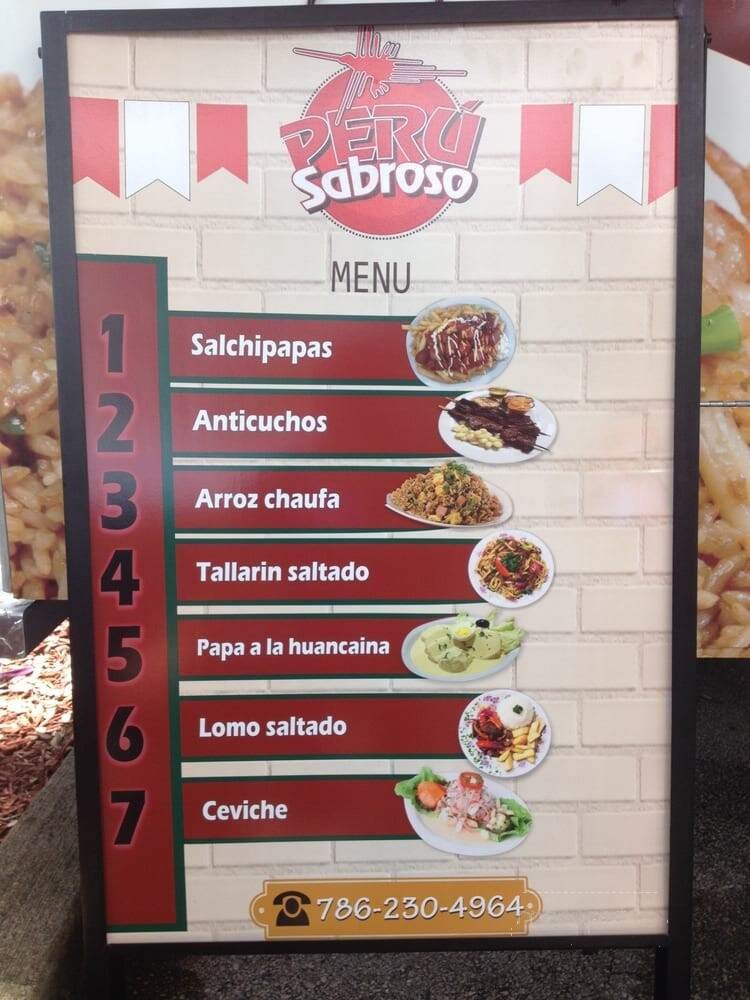 PERÚ
Sabroso
MENU
1 Salchipapas
2 Anticuchos
3 Arroz chaufa
4 Tallarin saltado
5 Papa a la huancaina
6 Lomo saltado
7 Ceviche
786-230-4964